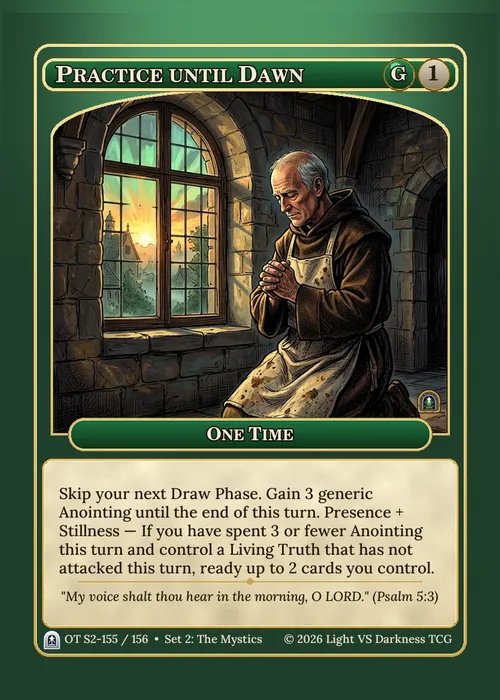 Practice until Dawn G 1
One Time
Skip your next Draw Phase. Gain 3 generic
Anointing until the end of this turn. Presence +
Stillness — If you have spent 3 or fewer Anointing
this turn and control a Living Truth that has not
attacked this turn, ready up to 2 cards you control.
"My voice shalt thou hear in the morning, O LORD." (Psalm 5:3)
OT S2-155 / 156 • Set 2: The Mystics © 2026 Light VS Darkness TCG